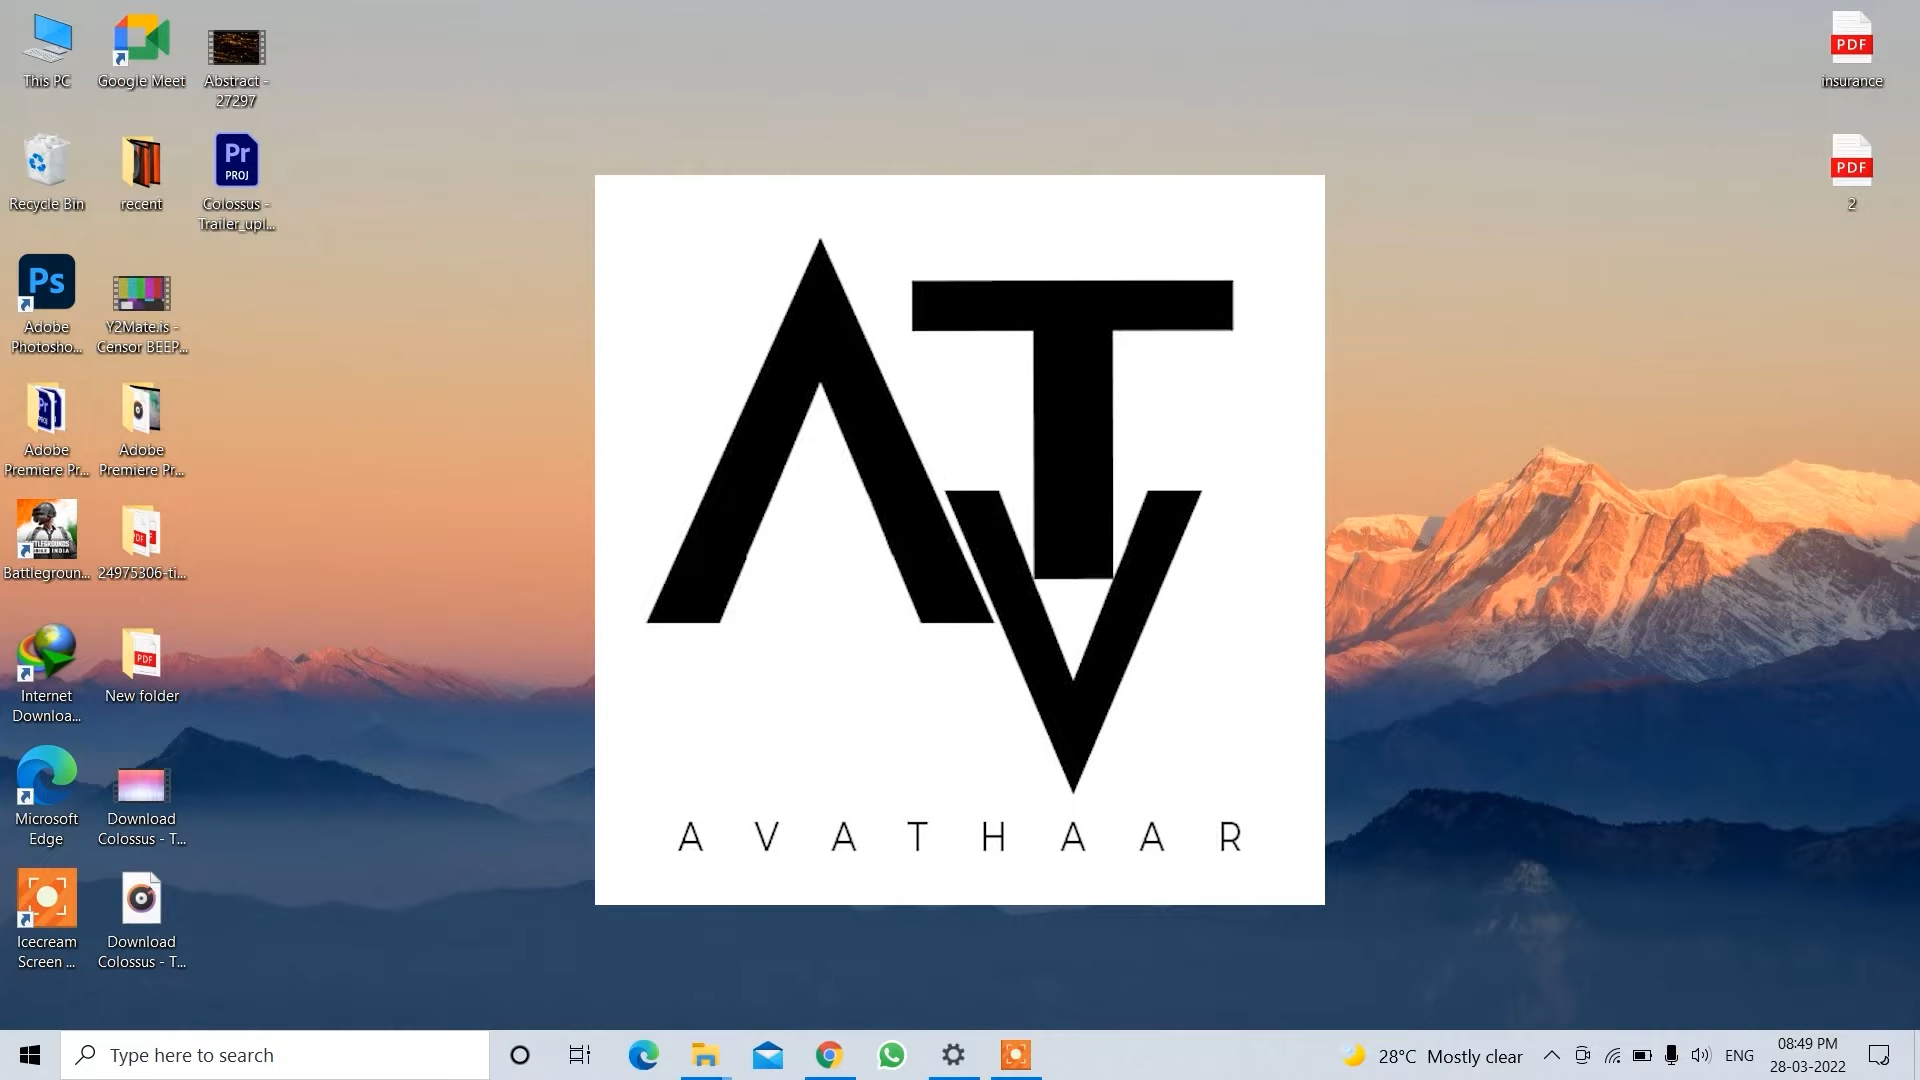 This PC
Google Meet
Abstract -
27297
insurance
Recycle Bin
recent
Pr
PROJ
Colossus -
Trailer_upl...
PDF
PDF
2
Ps
Adobe
Photosho...
Y2Mate.is -
Censor BEEP...
Adobe
Premiere Pr...
Adobe
Premiere Pr...
Battlegroun...
PDF
24975306-ti...
Internet
Downloa...
PDF
New folder
Microsoft
Edge
Download
Colossus - T...
Icecream
Screen ...
Download
Colossus - T...
ATV
AVATHAAR
Type here to search
28°C Mostly clear
ENG
08:49 PM
28-03-2022